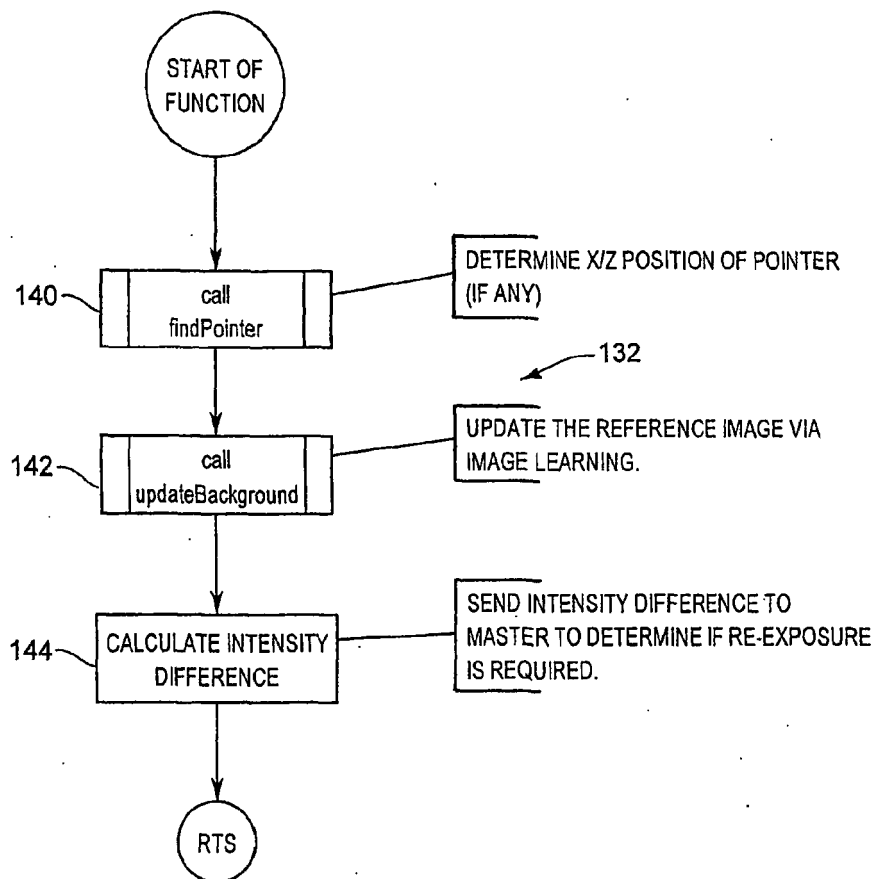 START OF
FUNCTION
140
call
findPointer
DETERMINE X/Z POSITION OF POINTER
(IF ANY)
132
142
call
updateBackground
UPDATE THE REFERENCE IMAGE VIA
IMAGE LEARNING.
144
CALCULATE INTENSITY
DIFFERENCE
SEND INTENSITY DIFFERENCE TO
MASTER TO DETERMINE IF RE-EXPOSURE
IS REQUIRED.
RTS